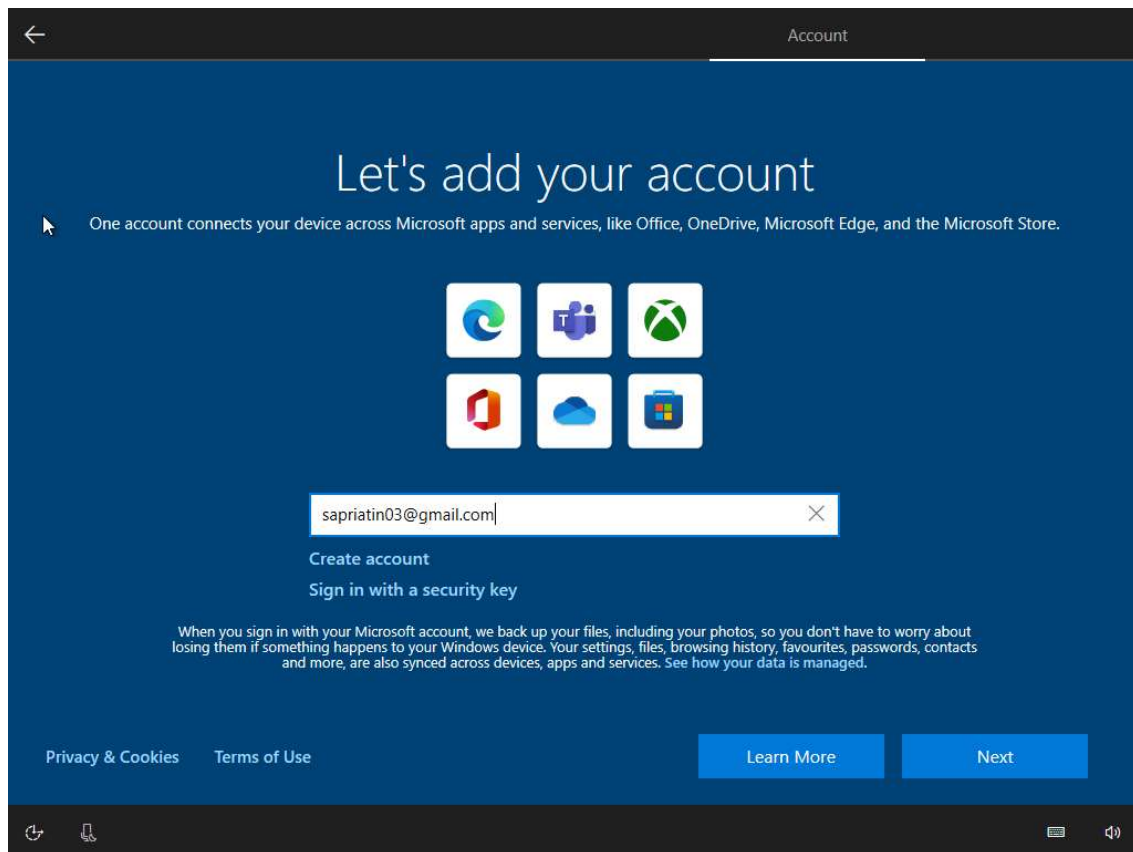 Account
Let's add your account
One account connects your device across Microsoft apps and services, like Office, OneDrive, Microsoft Edge, and the Microsoft Store.
T
sapriatin03@gmail.com
Create account
Sign in with a security key
When you sign in with your Microsoft account, we back up your files, including your photos, so you don't have to worry about
losing them if something happens to your Windows device. Your settings, files, browsing history, favourites, passwords, contacts
and more, are also synced across devices, apps and services. See how your data is managed.
Privacy & Cookies Terms of Use Learn More Next